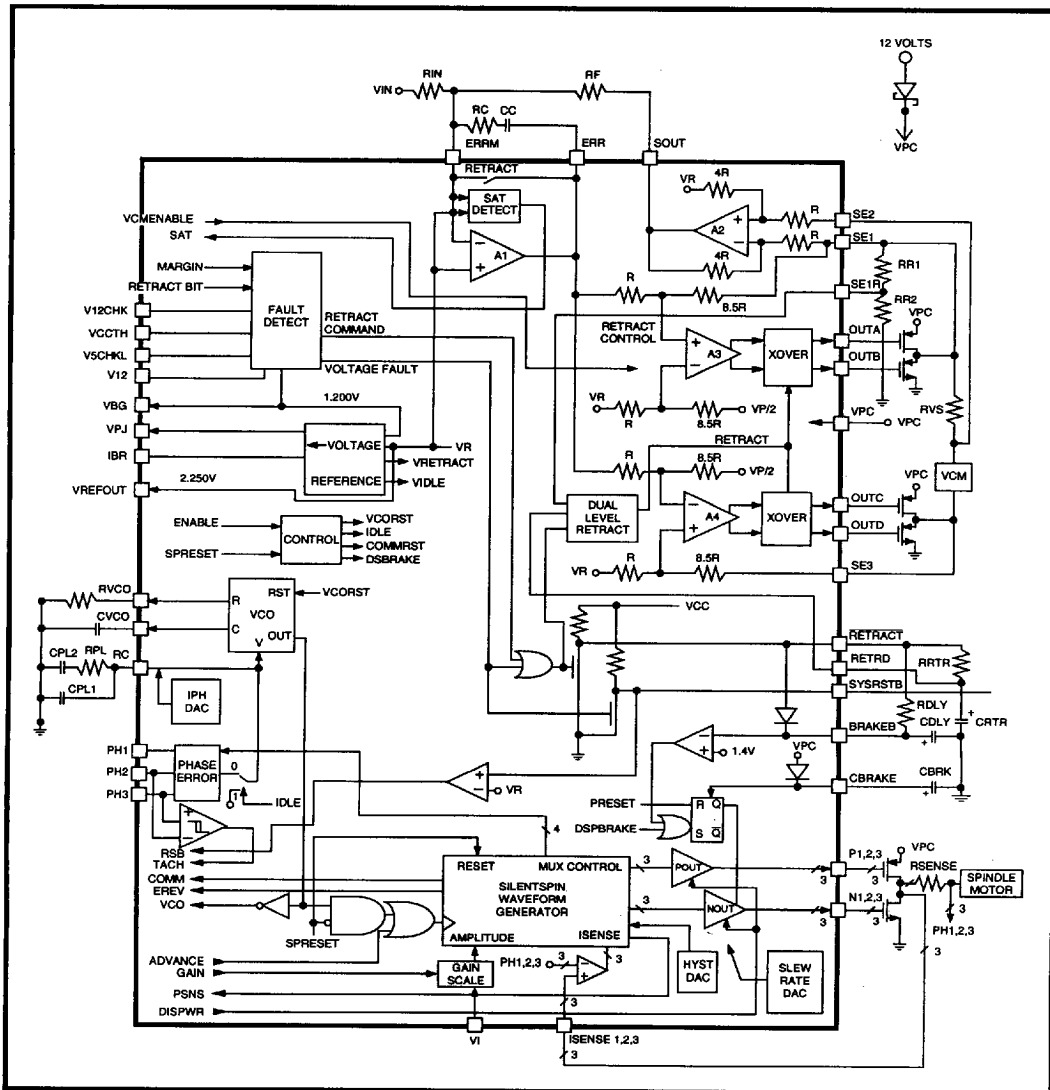 12 VOLTS
VPC
RIN
RF
VIN
RC
CC
ERRM
ERR
SOUT
RETRACT
SAT
DETECT
A1
VR
4R
A2
R
R
4R
SE2
SE1
VCMENABLE
SAT
MARGIN
RETRACT BIT
V12CHK
VCCTH
V5CHKL
V12
VBG
VPJ
IBR
VREFOUT
FAULT
DETECT
RETRACT
COMMAND
VOLTAGE FAULT
1.200V
VOLTAGE
REFERENCE
VR
VRETRACT
VIDLE
2.250V
R
8.5R
RETRACT
CONTROL
A3
XOVER
VR
R
8.5R
VP/2
RETRACT
SE1R
RR1
RR2
VPC
OUTA
OUTB
VPC
VPC
RVS
VCM
R
8.5R
VP/2
DUAL
LEVEL
RETRACT
A4
XOVER
OUTC
OUTD
VPC
VR
R
8.5R
SE3
ENABLE
SPRESET
CONTROL
VCORST
IDLE
COMMRST
DSBRAKE
RVCO
CVCO
CPL2
RPL
RC
CPL1
R
RST
VCO
C
OUT
V
VCORST
IPH
DAC
VCC
RETRACT
RETRD
SYSRSTB
BRAKEB
CBRAKE
RRTR
RDLY
CDLY
CRTR
CBRK
+
+
+
1.4V
VPC
PH1
PH2
PH3
PHASE
ERROR
0
1
IDLE
VR
PRESET
DSPBRAKE
R
Q
S
Q
RSB
TACH
COMM
EREV
VCO
4
RESET
MUX CONTROL
SILENTSPIN
WAVEFORM
GENERATOR
AMPLITUDE
ISENSE
3
POUT
3
NOUT
P1,2,3
3
3
N1,2,3
3
3
VPC
RSENSE
3
SPINDLE
MOTOR
3
PH1,2,3
3
SPRESET
ADVANCE
GAIN
PSNS
DISPWR
GAIN
SCALE
PH1,2,3
3
3
HYST
DAC
SLEW
RATE
DAC
3
VI
ISENSE 1,2,3
3